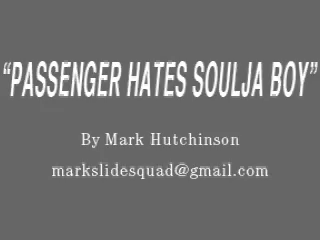 “PASSENGER HATES SOULJA BOY”
By Mark Hutchinson
markslidesquad@gmail.com